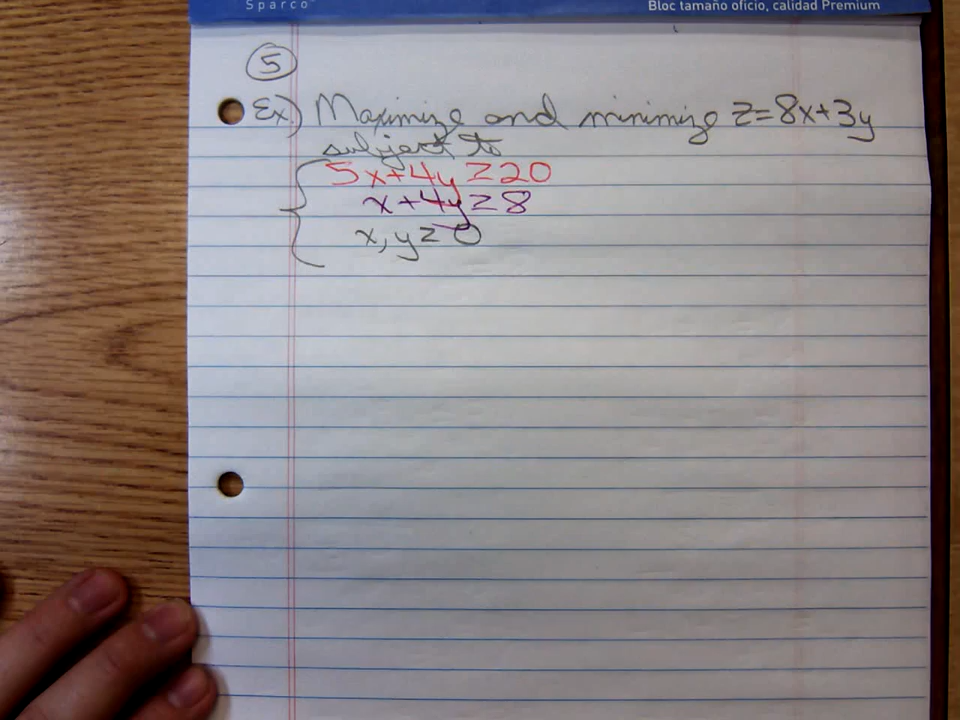 Sparco
Bloc tamaño oficio, calidad Premium
5
Ex.) Maximize and minimize z=8x+3y
subject to
5x+4y≥20
x+4y≥8
x,y≥0